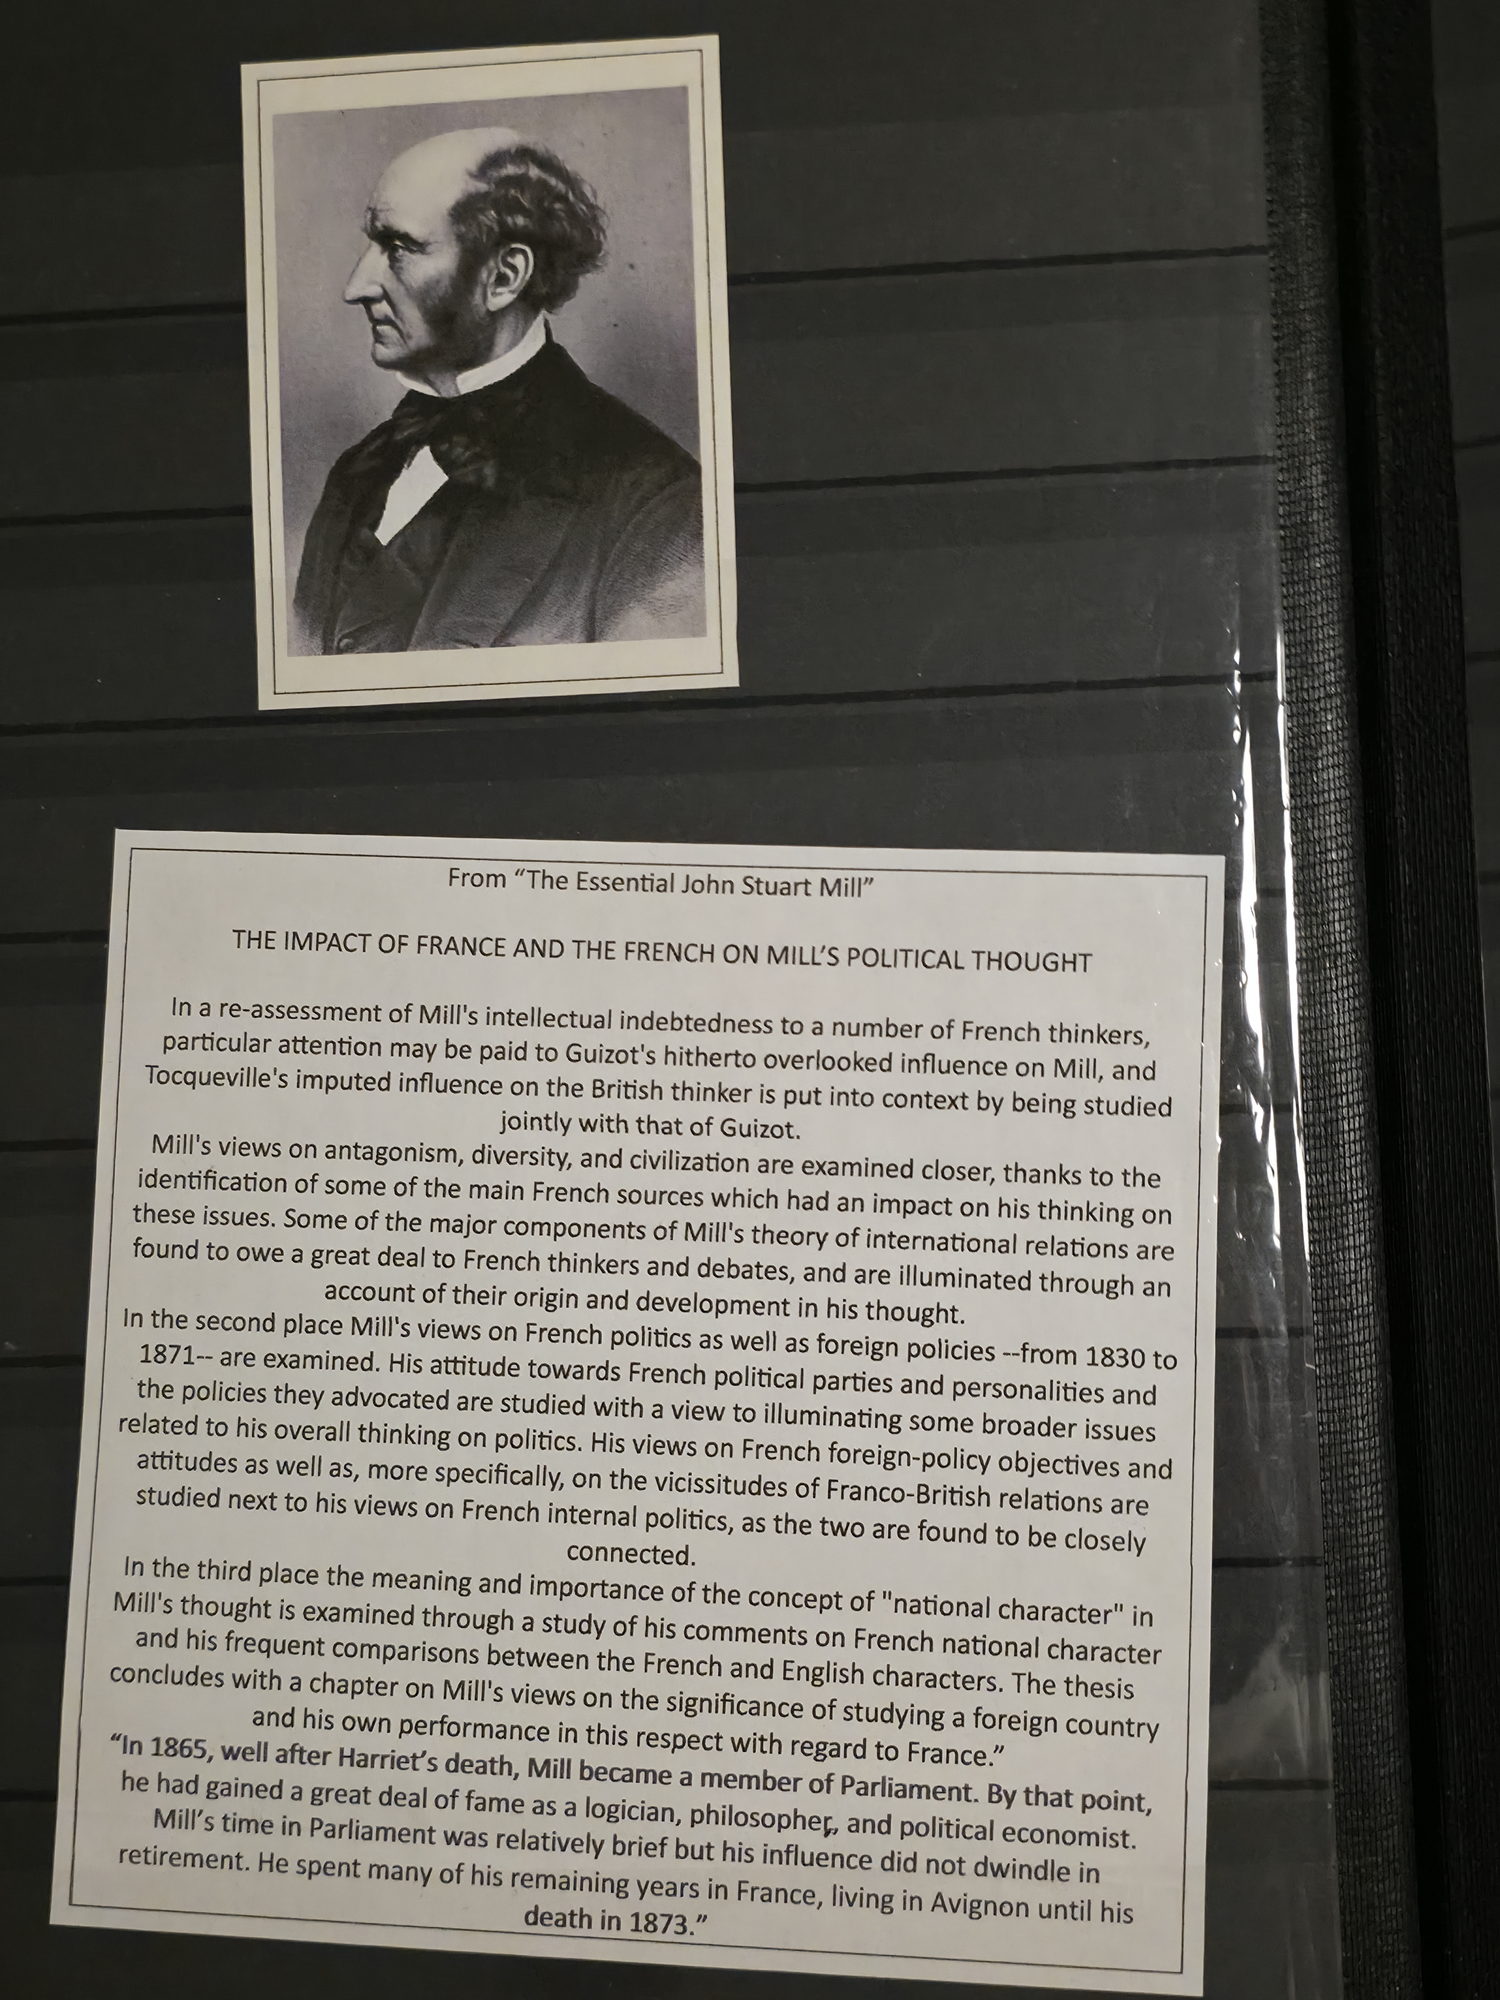 From “The Essential John Stuart Mill”
THE IMPACT OF FRANCE AND THE FRENCH ON MILL’S POLITICAL THOUGHT
In a re-assessment of Mill's intellectual indebtedness to a number of French thinkers,
particular attention may be paid to Guizot's hitherto overlooked influence on Mill, and
Tocqueville's imputed influence on the British thinker is put into context by being studied
jointly with that of Guizot.
Mill's views on antagonism, diversity, and civilization are examined closer, thanks to the
identification of some of the main French sources which had an impact on his thinking on
these issues. Some of the major components of Mill's theory of international relations are
found to owe a great deal to French thinkers and debates, and are illuminated through an
account of their origin and development in his thought.
In the second place Mill's views on French politics as well as foreign policies --from 1830 to
1871-- are examined. His attitude towards French political parties and personalities and
the policies they advocated are studied with a view to illuminating some broader issues
related to his overall thinking on politics. His views on French foreign-policy objectives and
attitudes as well as, more specifically, on the vicissitudes of Franco-British relations are
studied next to his views on French internal politics, as the two are found to be closely
connected.
In the third place the meaning and importance of the concept of "national character" in
Mill's thought is examined through a study of his comments on French national character
and his frequent comparisons between the French and English characters. The thesis
concludes with a chapter on Mill's views on the significance of studying a foreign country
and his own performance in this respect with regard to France.”
“In 1865, well after Harriet’s death, Mill became a member of Parliament. By that point,
he had gained a great deal of fame as a logician, philosopher, and political economist.
Mill’s time in Parliament was relatively brief but his influence did not dwindle in
retirement. He spent many of his remaining years in France, living in Avignon until his
death in 1873.”